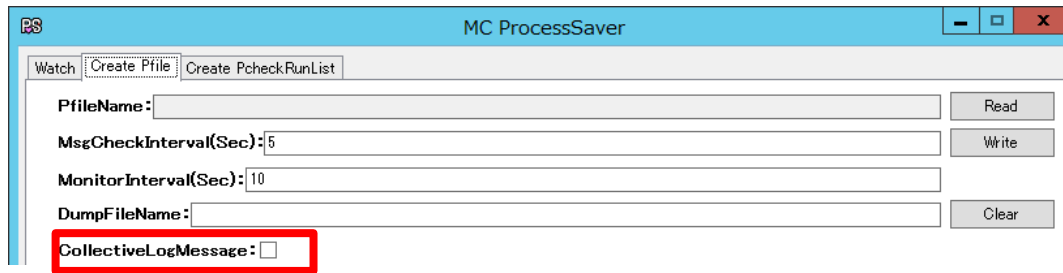 PS MC ProcessSaver
Watch Create Pfile Create PcheckRunList
PfileName: Read
MsgCheckInterval(Sec): 5 Write
MonitorInterval(Sec): 10
DumpFileName: Clear
CollectiveLogMessage: